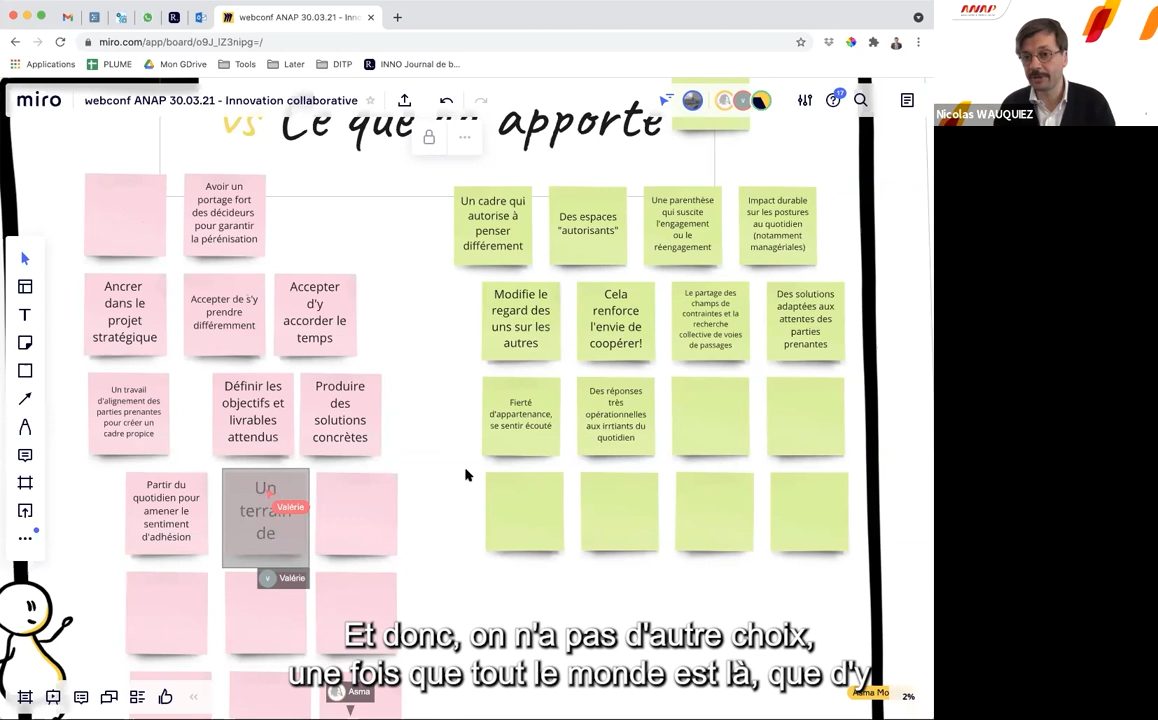 webconf ANAP 30.03.21 - Inno
miro.com/app/board/o9J_lZ3nipg=/
Applications
PLUME
Mon GDrive
Tools
Later
DITP
INNO Journal de b...
miro
webconf ANAP 30.03.21 - Innovation collaborative
17
ANAP
Nicolas WAUQUIEZ
vs Ce que apporte
Avoir un
portage fort
des décideurs
pour garantir
la pérénisation
Ancrer
dans le
projet
stratégique
Accepter de s'y
prendre
différemment
Accepter
d'y
accorder le
temps
Un travail
d'alignement des
parties prenantes
pour créer un
cadre propice
Définir les
objectifs et
livrables
attendus
Produire
des
solutions
concrètes
Partir du
quotidien pour
amener le
sentiment
d'adhésion
Un
terrain
de
Valérie
V
Valérie
Un cadre qui
autorise à
penser
différement
Des espaces
"autorisants"
Une parenthèse
qui suscite
l'engagement
ou le
réengagement
Impact durable
sur les postures
au quotidien
(notamment
managériales)
Modifie le
regard des
uns sur les
autres
Cela
renforce
l'envie de
coopérer!
Le partage des
champs de
contraintes et la
recherche
collective de voies
de passages
Des solutions
adaptées aux
attentes des
parties
prenantes
Fierté
d'appartenance,
se sentir écouté
Des réponses
très
opérationnelles
aux irrtiants du
quotidien
Et donc, on n'a pas d'autre choix,
une fois que tout le monde est là, que d'y
Asma
Asma Mo
2%